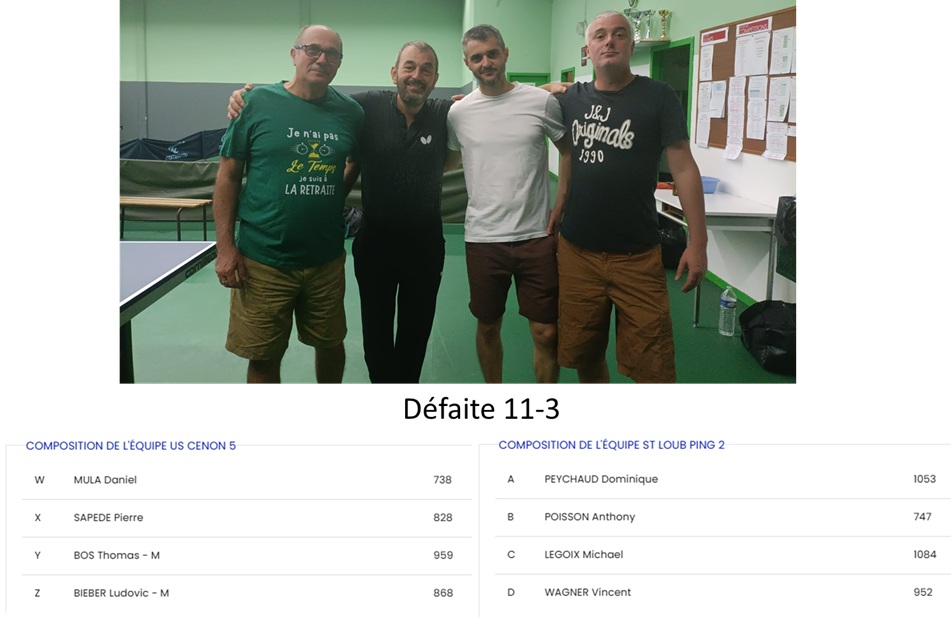 Je n'ai pas
Le Temps
je suis à
LA RETRAITE
J&J
Originals
1990
Défaite 11-3
COMPOSITION DE L'ÉQUIPE US CENON 5
W MULA Daniel 738
X SAPEDE Pierre 828
Y BOS Thomas - M 959
Z BIEBER Ludovic - M 868
COMPOSITION DE L'ÉQUIPE ST LOUB PING 2
A PEYCHAUD Dominique 1053
B POISSON Anthony 747
C LEGOIX Michael 1084
D WAGNER Vincent 952